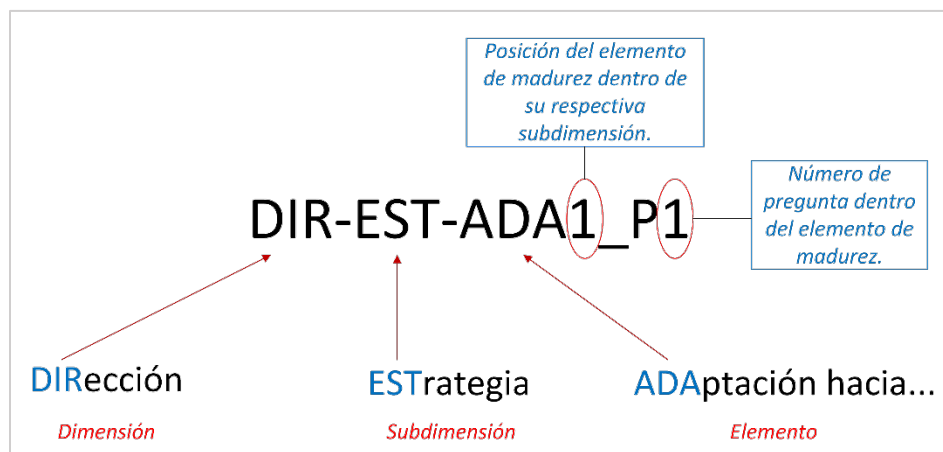 Posición del elemento
de madurez dentro de
su respectiva
subdimensión.
Número de
pregunta dentro
del elemento de
madurez.
DIR-EST-ADA1_P1
DIRección
ESTrategia
ADAptación hacia...
Dimensión
Subdimensión
Elemento